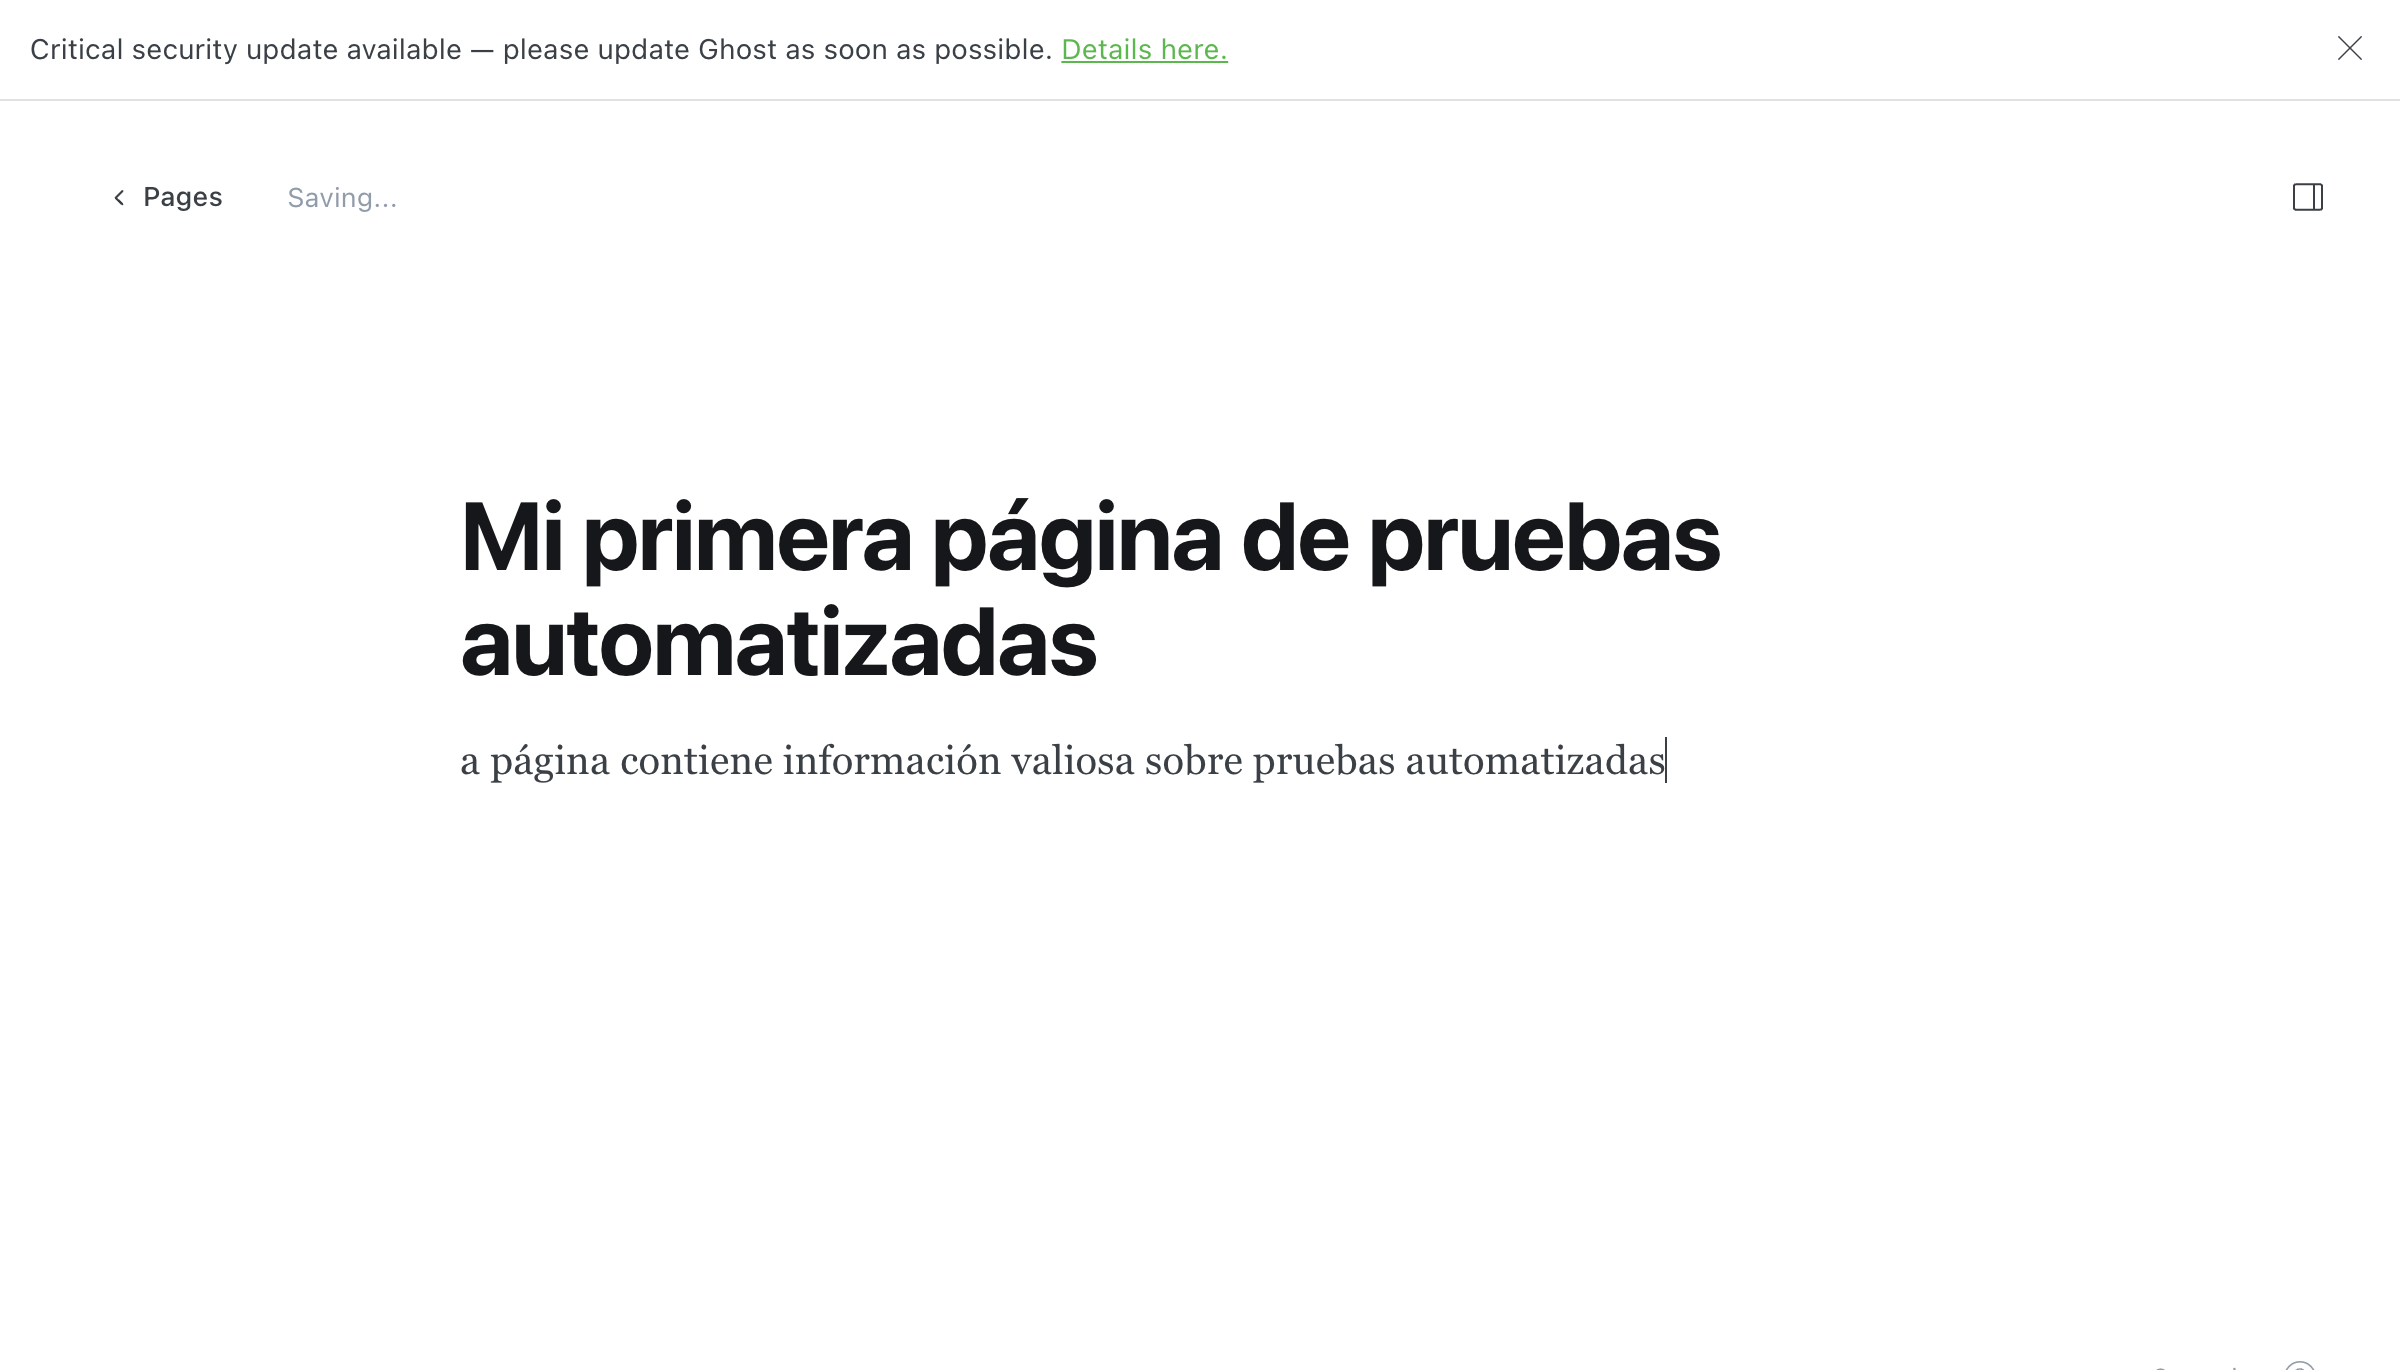 Critical security update available — please update Ghost as soon as possible. Details here.
Pages Saving...
Mi primera página de pruebas
automatizadas
a página contiene información valiosa sobre pruebas automatizadas